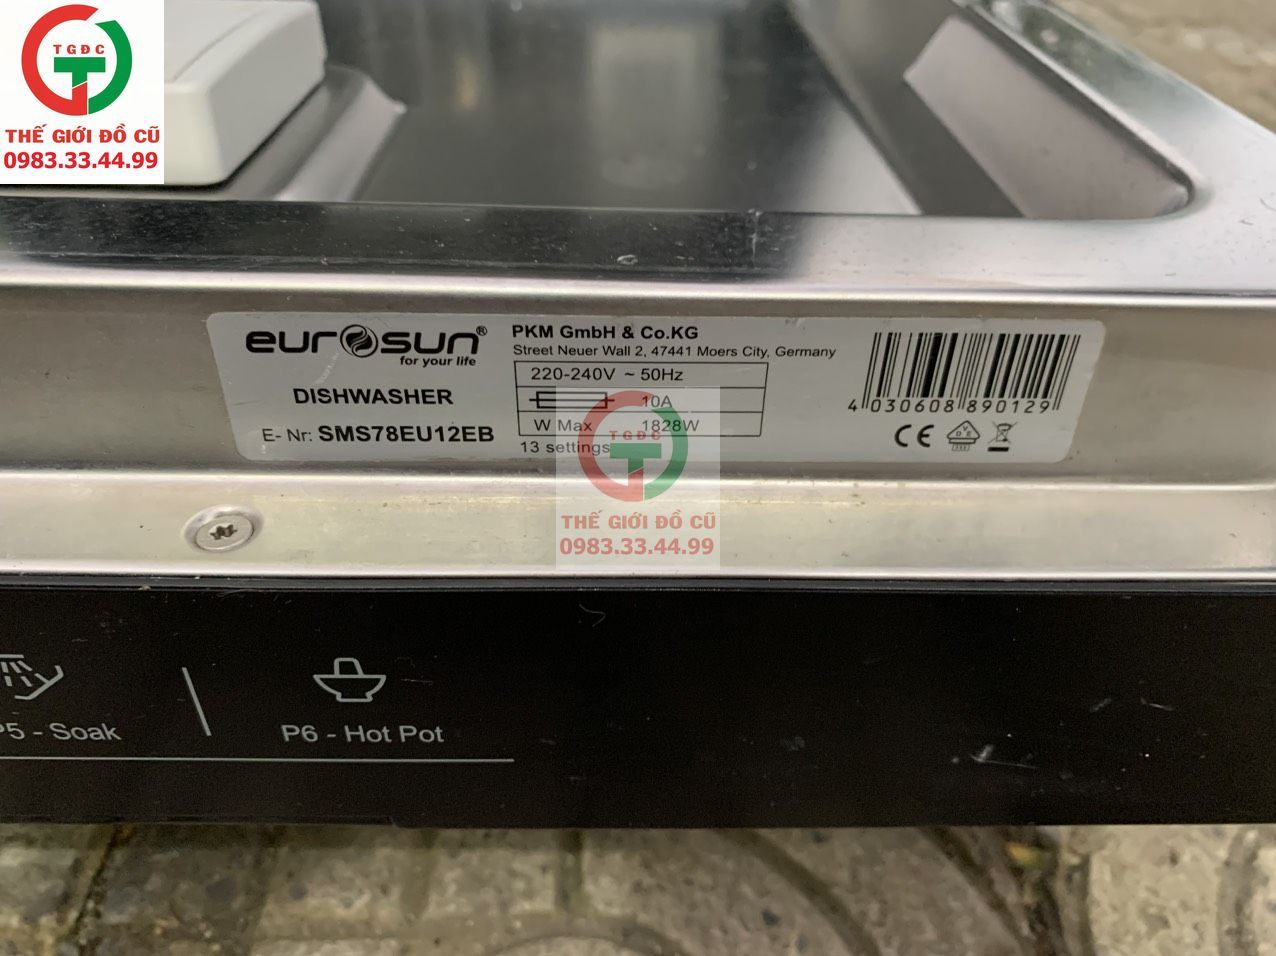 TGĐC
THẾ GIỚI ĐỒ CŨ
0983.33.44.99
eurosun®
for your life
DISHWASHER
E- Nr: SMS78EU12EB
PKM GmbH & Co.KG
Street Neuer Wall 2, 47441 Moers City, Germany
220-240V ~ 50Hz
10A
W Max 1828W
13 settings
4 030608 890129
CE
TGĐC
THẾ GIỚI ĐỒ CŨ
0983.33.44.99
P5 - Soak
P6 - Hot Pot